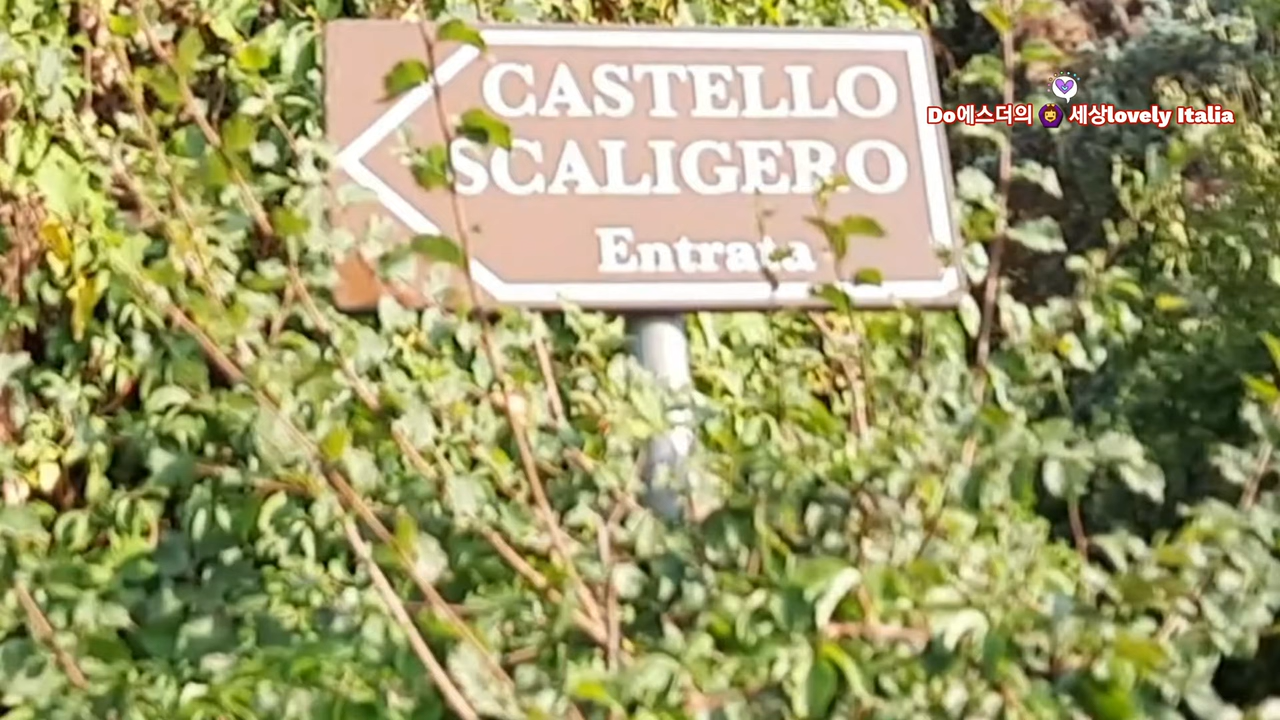 CASTELLO
SCALIGERO
Entrata
Do에스더의 🙆‍♀️ 세상lovely Italia